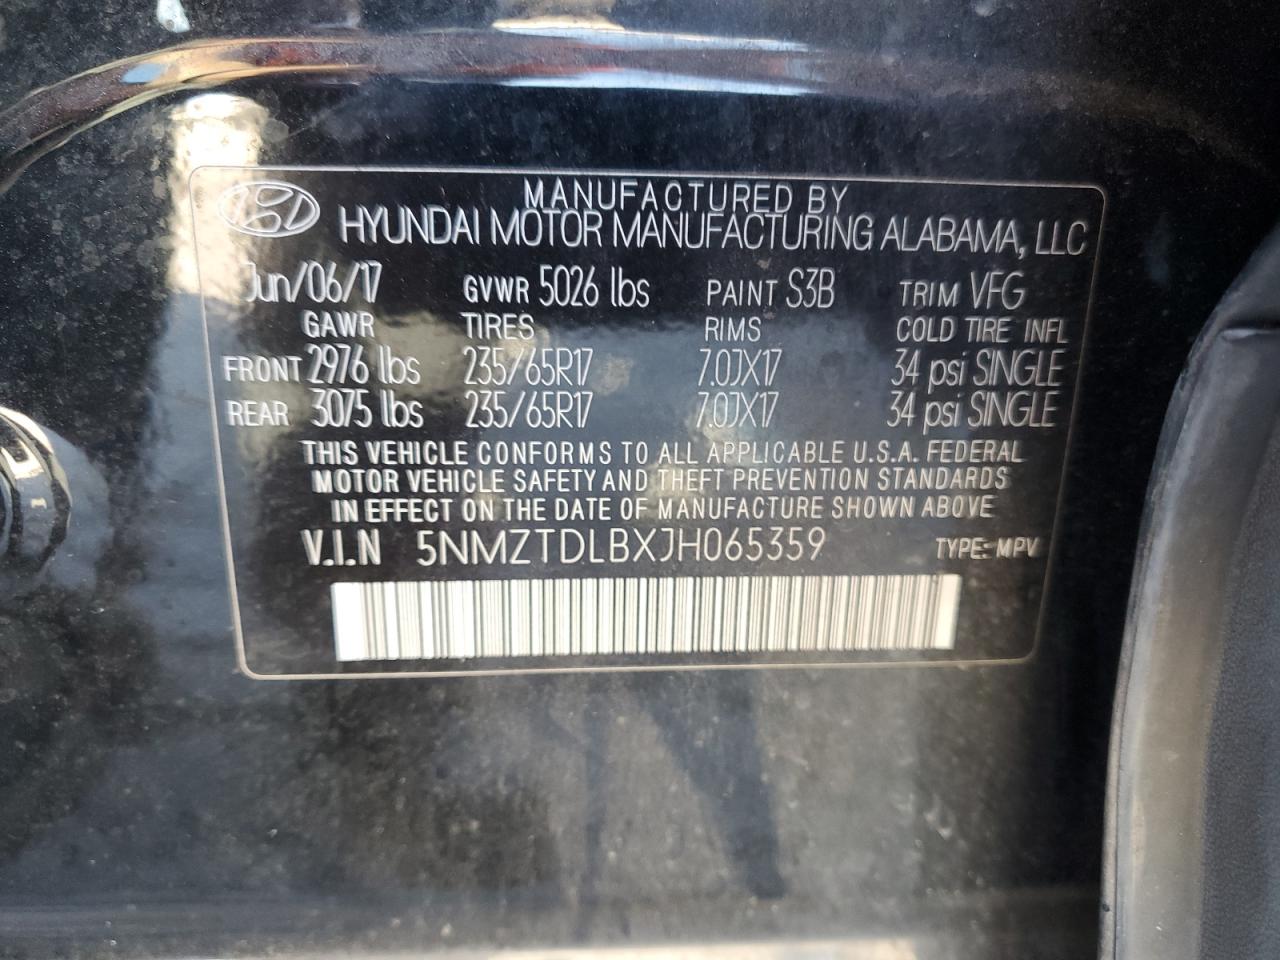 MANUFACTURED BY
HYUNDAI MOTOR MANUFACTURING ALABAMA, LLC
Jun/06/17 GVWR 5026 lbs PAINT S3B TRIM VFG
GAWR TIRES RIMS COLD TIRE INFL
FRONT 2976 lbs 235/65R17 7.0JX17 34 psi SINGLE
REAR 3075 lbs 235/65R17 7.0JX17 34 psi SINGLE
THIS VEHICLE CONFORMS TO ALL APPLICABLE U.S.A. FEDERAL
MOTOR VEHICLE SAFETY AND THEFT PREVENTION STANDARDS
IN EFFECT ON THE DATE OF MANUFACTURE SHOWN ABOVE
V.I.N 5NMZTDLBXJH065359 TYPE: MPV